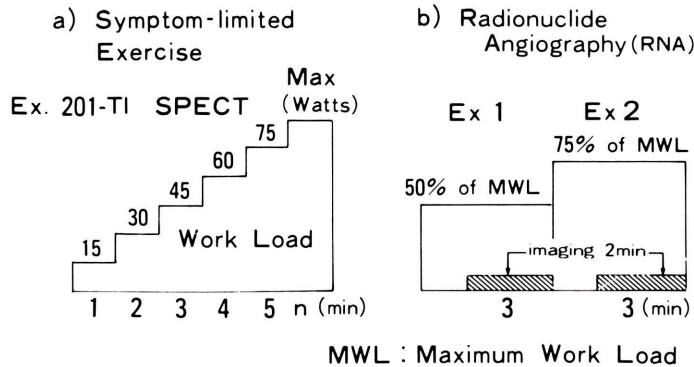 a) Symptom-limited
Exercise
Max
(Watts)
Ex. 201-Tl SPECT
75
60
45
30
15
Work Load
1 2 3 4 5 n (min)
b) Radionuclide
Angiography (RNA)
Ex 1 Ex 2
75% of MWL
50% of MWL
imaging 2min
3 3 (min)
MWL : Maximum Work Load